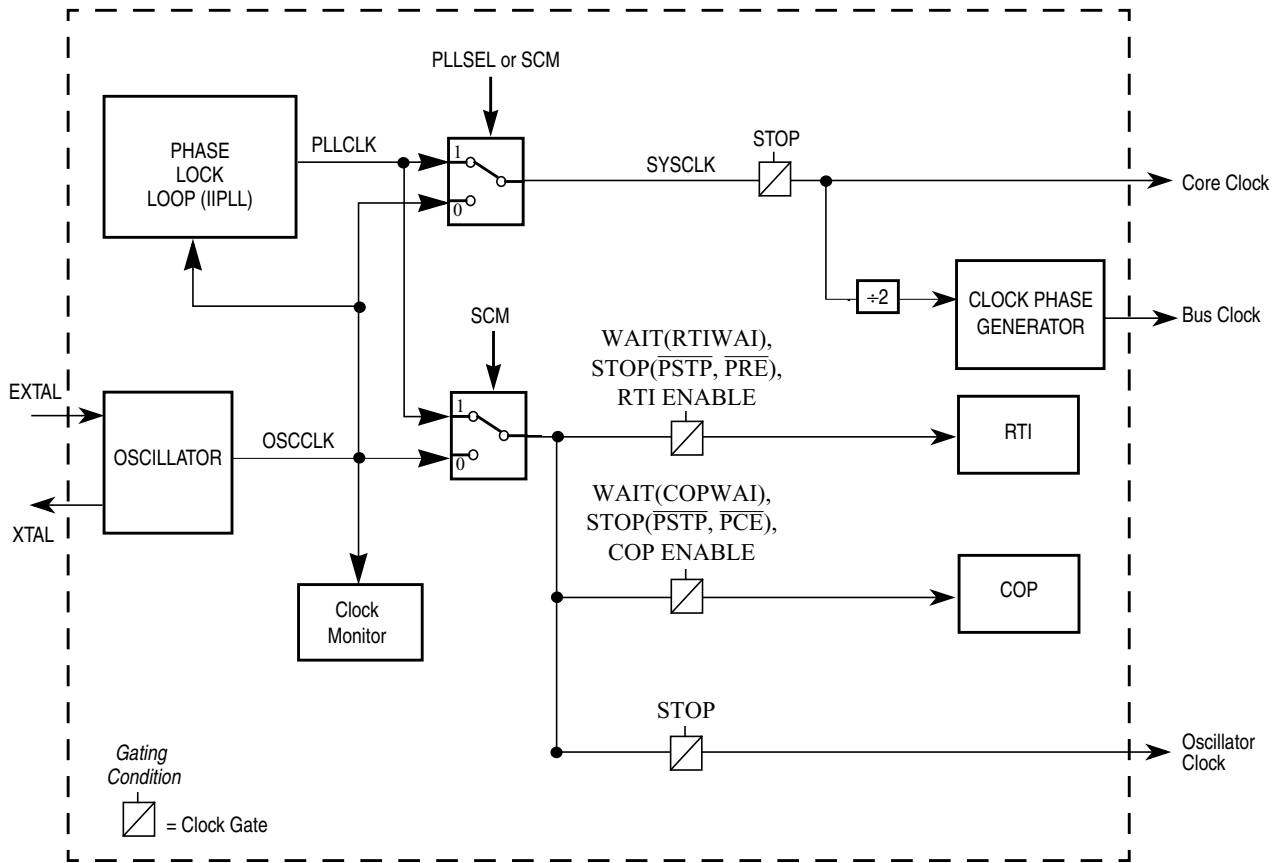 PLLSEL or SCM
PHASE
LOCK
LOOP (IIPLL)
PLLCLK
1
0
SYSCLK
STOP
Core Clock
÷2
CLOCK PHASE
GENERATOR
Bus Clock
SCM
WAIT(RTIWAI),
STOP(PSTP, PRE),
RTI ENABLE
EXTAL
OSCILLATOR
OSCCLK
1
0
RTI
XTAL
WAIT(COPWAI),
STOP(PSTP, PCE),
COP ENABLE
Clock
Monitor
COP
STOP
Oscillator
Clock
Gating
Condition
= Clock Gate